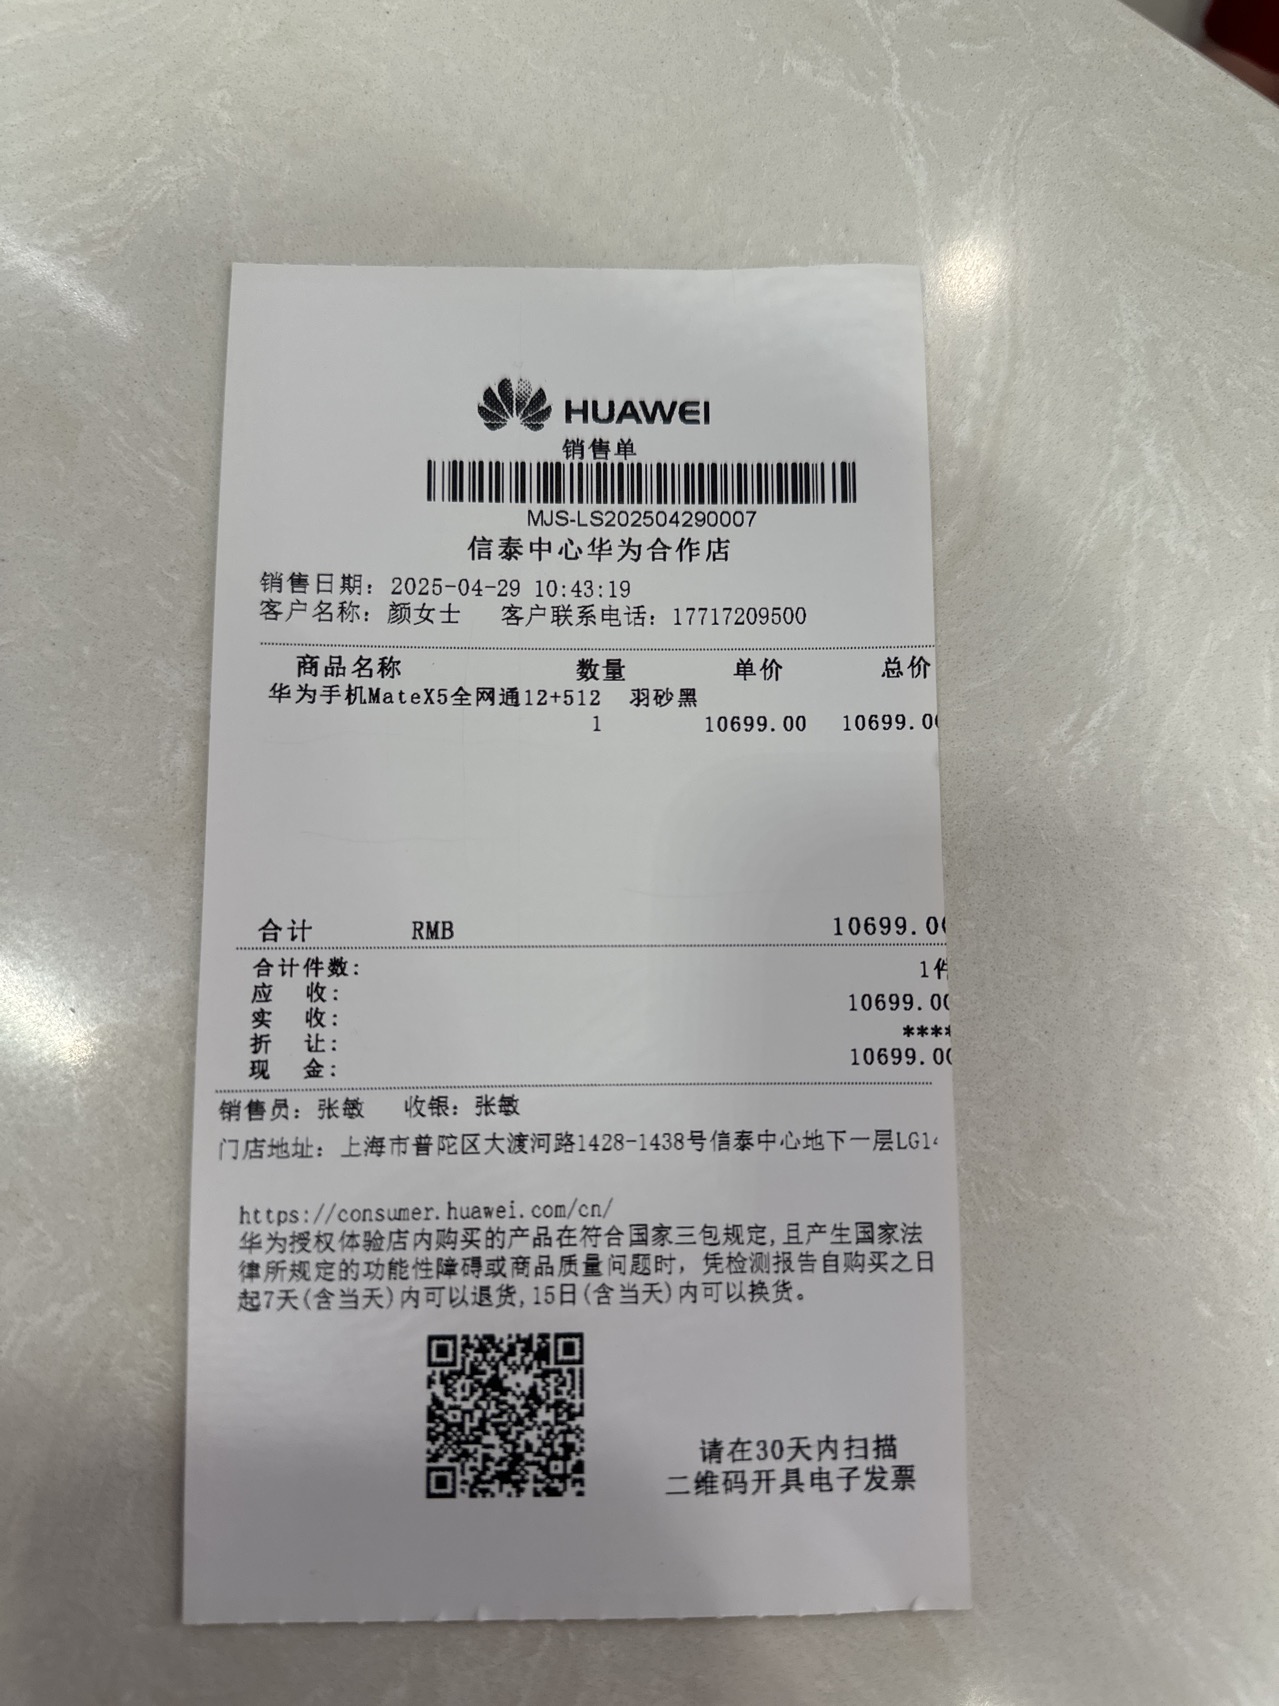 HUAWEI
销售单
MJS-LS202504290007
信泰中心华为合作店
销售日期: 2025-04-29 10:43:19
客户名称: 颜女士 客户联系电话: 17717209500
商品名称 数量 单价 总价
华为手机MateX5全网通12+512 羽砂黑
1 10699.00 10699.0
合计 RMB 10699.0
合计件数: 1件
应 收: 10699.00
实 收: ****
折 让: 10699.00
现 金:
销售员: 张敏 收银: 张敏
门店地址: 上海市普陀区大渡河路1428-1438号信泰中心地下一层LG14
https://consumer.huawei.com/cn/
华为授权体验店内购买的产品在符合国家三包规定,且产生国家法
律所规定的功能性障碍或商品质量问题时, 凭检测报告自购买之日
起7天(含当天)内可以退货,15日(含当天)内可以换货。
请在30天内扫描
二维码开具电子发票